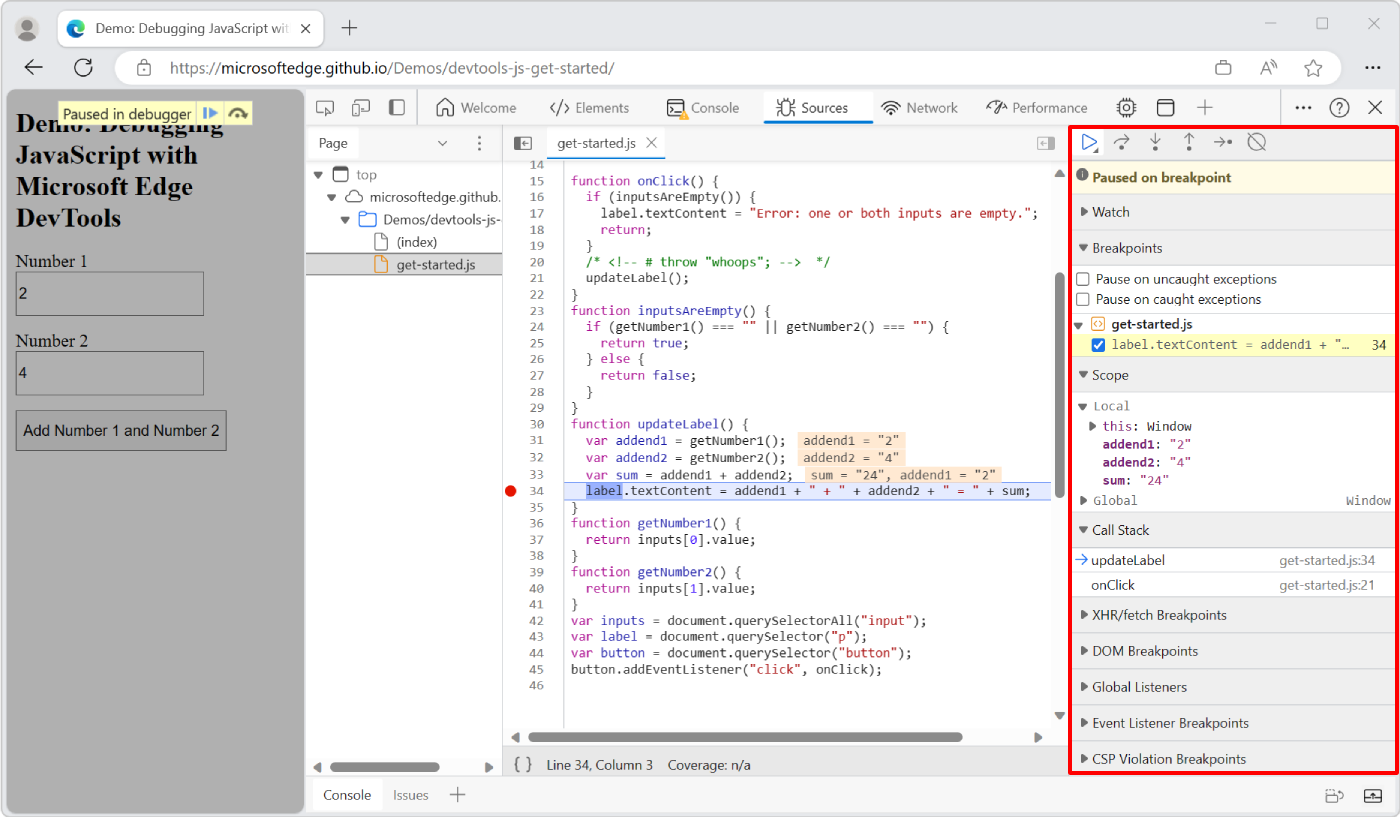 Demo: Debugging JavaScript wit
https://microsoftedge.github.io/Demos/devtools-js-get-started/
Paused in debugger
Demo: Debugging
JavaScript with
Microsoft Edge
DevTools
Number 1
2
Number 2
4
Add Number 1 and Number 2
Welcome
Elements
Console
Sources
Network
Performance
Page
top
microsoftedge.github.
Demos/devtools-js-
(index)
get-started.js
get-started.js
14
15 function onClick() {
16 if (inputsAreEmpty()) {
17 label.textContent = "Error: one or both inputs are empty.";
18 return;
19 }
20 /* <!-- # throw "whoops"; --> */
21 updateLabel();
22 }
23 function inputsAreEmpty() {
24 if (getNumber1() === "" || getNumber2() === "") {
25 return true;
26 } else {
27 return false;
28 }
29 }
30 function updateLabel() {
31 var addend1 = getNumber1(); addend1 = "2"
32 var addend2 = getNumber2(); addend2 = "4"
33 var sum = addend1 + addend2; sum = "24", addend1 = "2"
34 label.textContent = addend1 + " + " + addend2 + " = " + sum;
35 }
36 function getNumber1() {
37 return inputs[0].value;
38 }
39 function getNumber2() {
40 return inputs[1].value;
41 }
42 var inputs = document.querySelectorAll("input");
43 var label = document.querySelector("p");
44 var button = document.querySelector("button");
45 button.addEventListener("click", onClick);
46
{ } Line 34, Column 3 Coverage: n/a
Paused on breakpoint
Watch
Breakpoints
Pause on uncaught exceptions
Pause on caught exceptions
get-started.js
label.textContent = addend1 + "… 34
Scope
Local
this: Window
addend1: "2"
addend2: "4"
sum: "24"
Global Window
Call Stack
updateLabel get-started.js:34
onClick get-started.js:21
XHR/fetch Breakpoints
DOM Breakpoints
Global Listeners
Event Listener Breakpoints
CSP Violation Breakpoints
Console
Issues